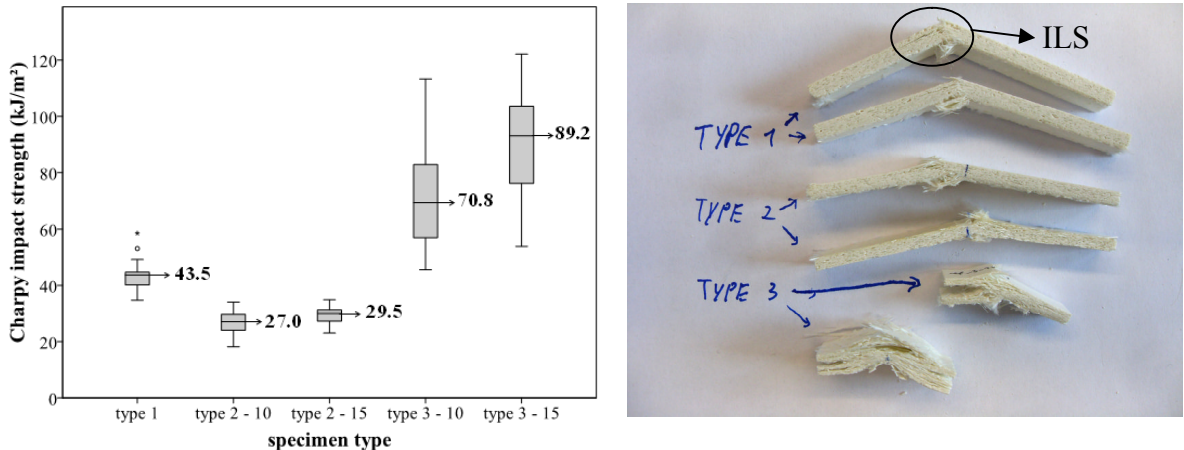 Charpy impact strength (kJ/m²)
120
100
80
60
40
20
0
*
43.5
27.0
29.5
70.8
89.2
type 1
type 2 - 10
type 2 - 15
type 3 - 10
type 3 - 15
specimen type
ILS
TYPE 1
TYPE 2
TYPE 3